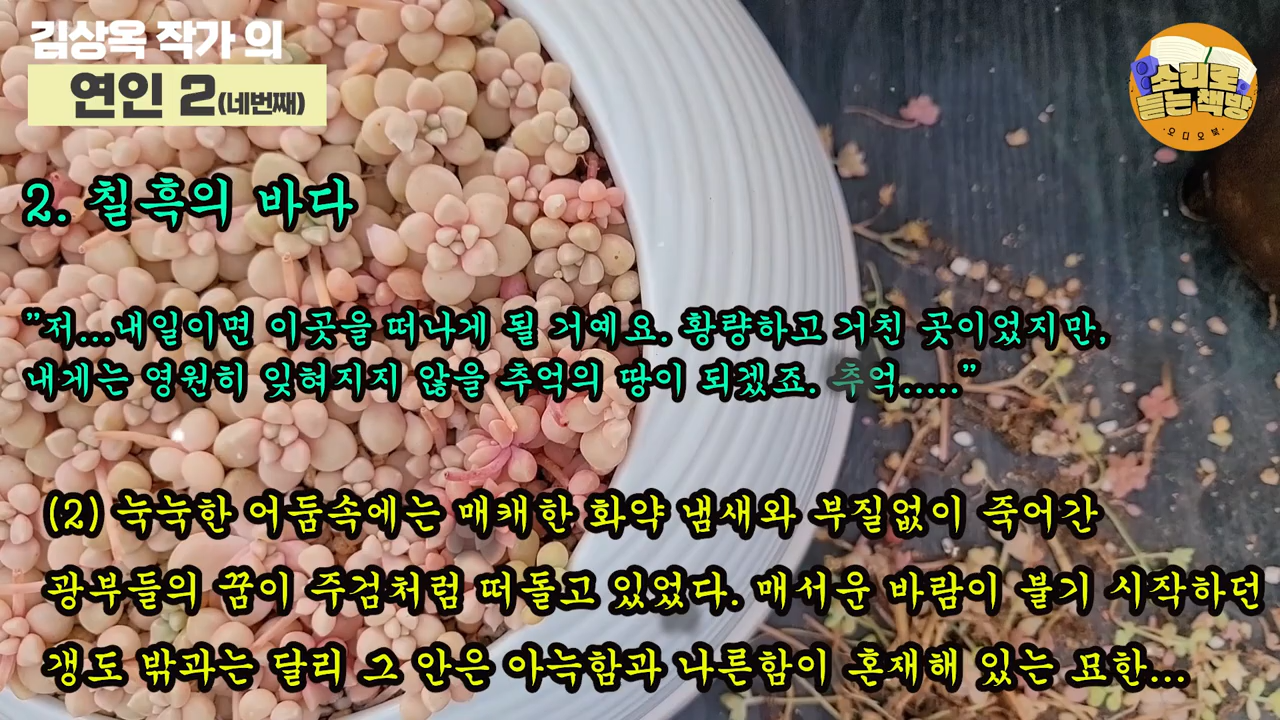 김상옥 작가 의
연인 2(네번째)
소리로
듣는 책방
·오디오북·
2. 칠흑의 바다
"저...내일이면 이곳을 떠나게 될 거예요. 황량하고 거친 곳이었지만,
내게는 영원히 잊혀지지 않을 추억의 땅이 되겠죠. 추억....."
(2) 눅눅한 어둠속에는 매캐한 화약 냄새와 부질없이 죽어간
광부들의 꿈이 주검처럼 떠돌고 있었다. 매서운 바람이 불기 시작하던
갱도 밖과는 달리 그 안은 아늑함과 나른함이 혼재해 있는 묘한...